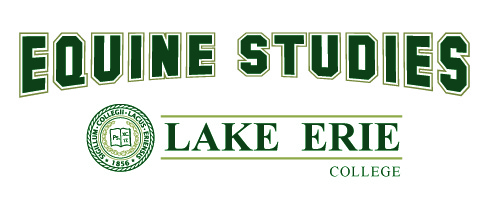 EQUINE STUDIES
SIGILLUM · COLLEGII · LACUS · ERIENSIS
1856
LAKE ERIE
COLLEGE